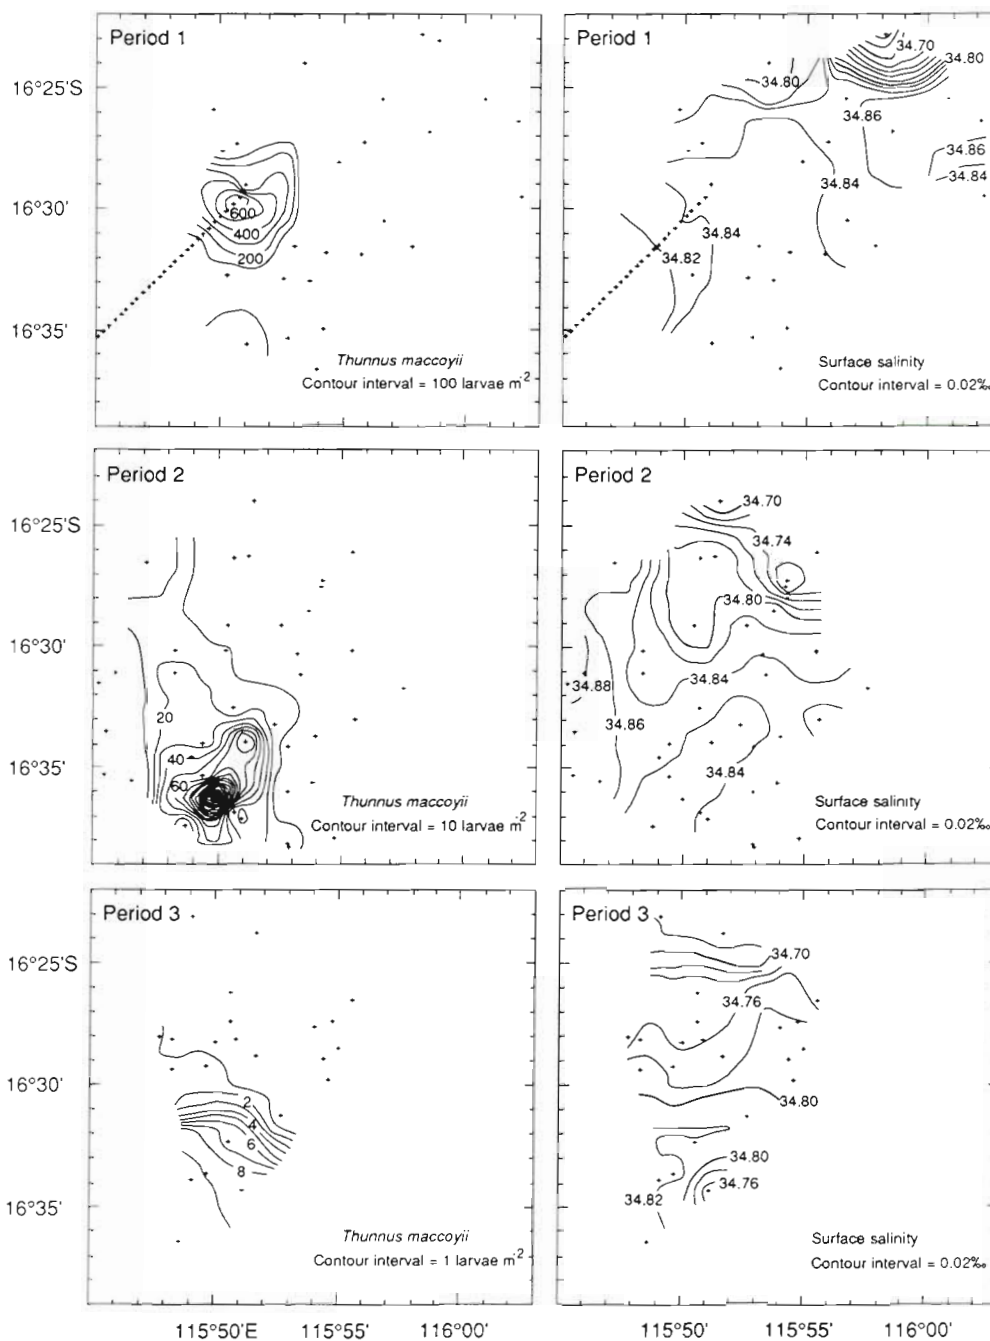 Period 1
16°25'S
16°30'
16°35'
600
400
200
Thunnus maccoyii
Contour interval = 100 larvae m-2
Period 1
34.70
34.80
34.80
34.86
34.86
34.84
34.84
34.84
34.82
Surface salinity
Contour interval = 0.02‰
Period 2
16°25'S
16°30'
16°35'
20
40
60
Thunnus maccoyii
Contour interval = 10 larvae m-2
Period 2
34.70
34.74
34.80
34.84
34.88
34.86
34.84
Surface salinity
Contour interval = 0.02‰
Period 3
16°25'S
16°30'
16°35'
2
4
6
8
Thunnus maccoyii
Contour interval = 1 larvae m-2
115°50'E
115°55'
116°00'
Period 3
34.70
34.76
34.80
34.80
34.76
34.82
Surface salinity
Contour interval = 0.02‰
115°50'
115°55'
116°00'